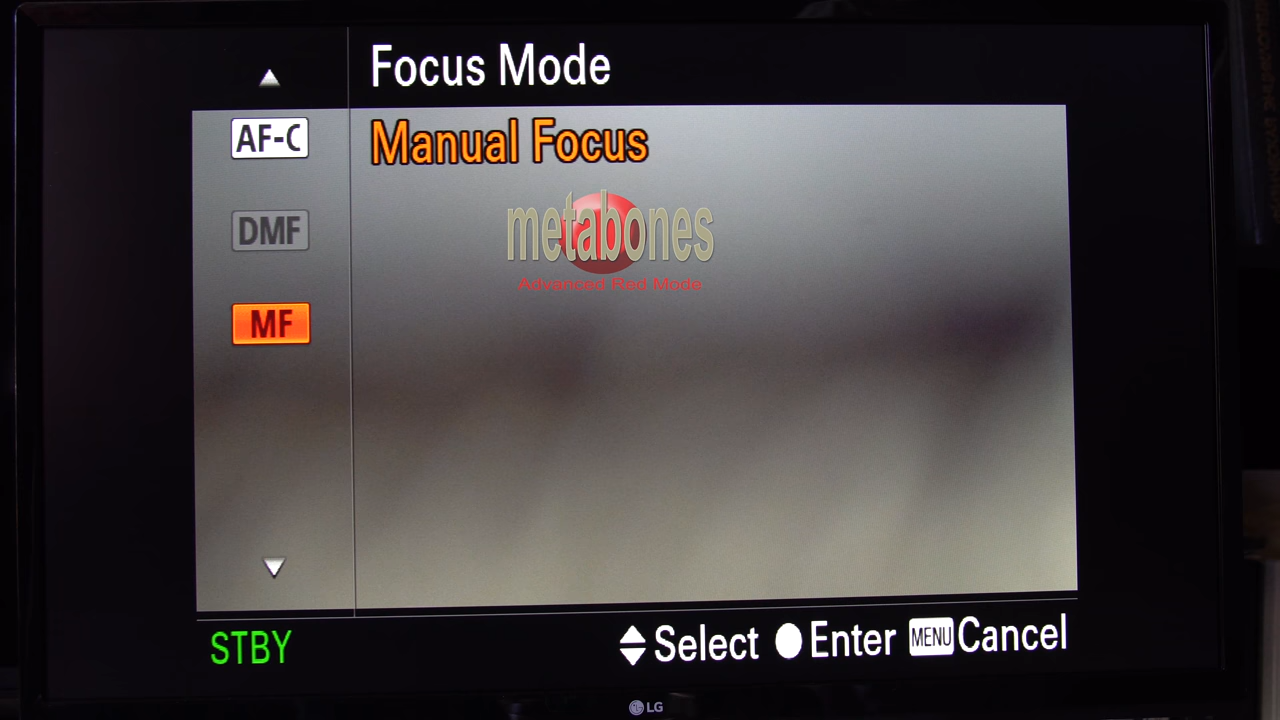 Focus Mode
AF-C
Manual Focus
DMF
metabones
Advanced Red Mode
MF
STBY
Select Enter MENU Cancel
LG